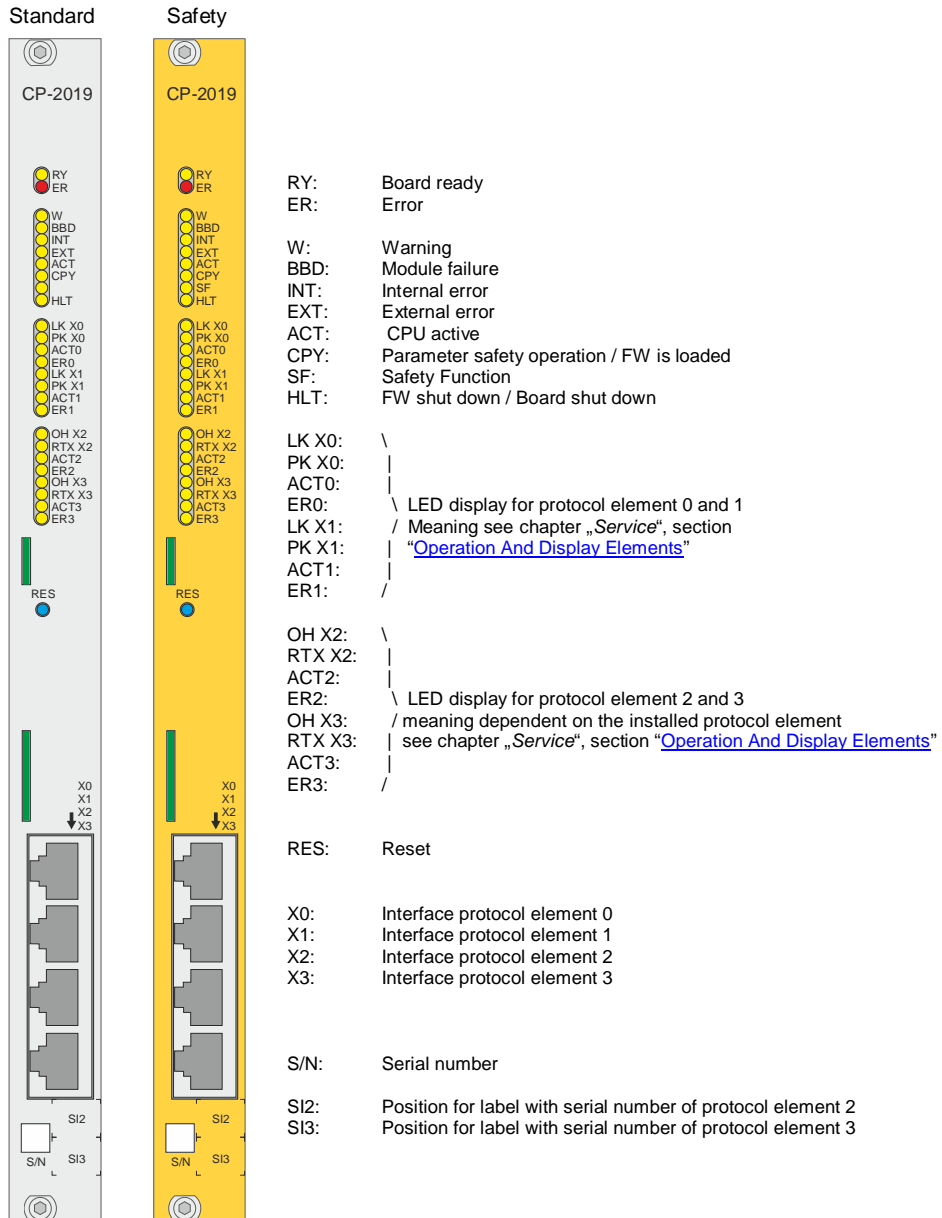 Standard
CP-2019
RY
ER
W
BBD
INT
EXT
ACT
CPY
HLT
LK X0
PK X0
ACT0
ER0
LK X1
PK X1
ACT1
ER1
OH X2
RTX X2
ACT2
ER2
OH X3
RTX X3
ACT3
ER3
RES
X0
X1
X2
X3
SI2
S/N
SI3
Safety
CP-2019
RY
ER
W
BBD
INT
EXT
ACT
CPY
SF
HLT
LK X0
PK X0
ACT0
ER0
LK X1
PK X1
ACT1
ER1
OH X2
RTX X2
ACT2
ER2
OH X3
RTX X3
ACT3
ER3
RES
X0
X1
X2
X3
SI2
S/N
SI3
RY: Board ready
ER: Error
W: Warning
BBD: Module failure
INT: Internal error
EXT: External error
ACT: CPU active
CPY: Parameter safety operation / FW is loaded
SF: Safety Function
HLT: FW shut down / Board shut down
LK X0: \
PK X0: |
ACT0: |
ER0: \ LED display for protocol element 0 and 1
LK X1: / Meaning see chapter „Service“, section
PK X1: | “Operation And Display Elements”
ACT1: |
ER1: /
OH X2: \
RTX X2: |
ACT2: |
ER2: \ LED display for protocol element 2 and 3
OH X3: / meaning dependent on the installed protocol element
RTX X3: | see chapter „Service“, section “Operation And Display Elements”
ACT3: |
ER3: /
RES: Reset
X0: Interface protocol element 0
X1: Interface protocol element 1
X2: Interface protocol element 2
X3: Interface protocol element 3
S/N: Serial number
SI2: Position for label with serial number of protocol element 2
SI3: Position for label with serial number of protocol element 3